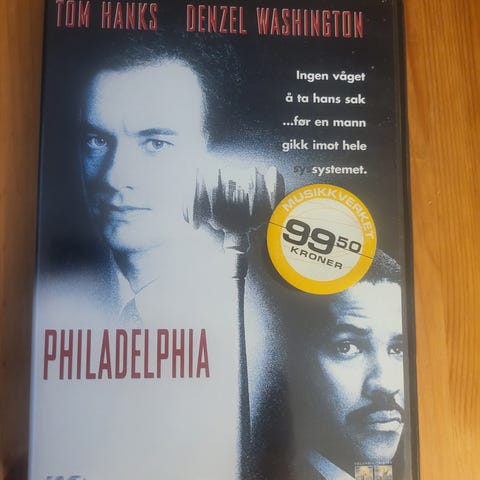 TOM HANKS DENZEL WASHINGTON
Ingen våget
å ta hans sak
...før en mann
gikk imot hele
sys systemet.
MUSIKKVERKET
99 50
KRONER
PHILADELPHIA